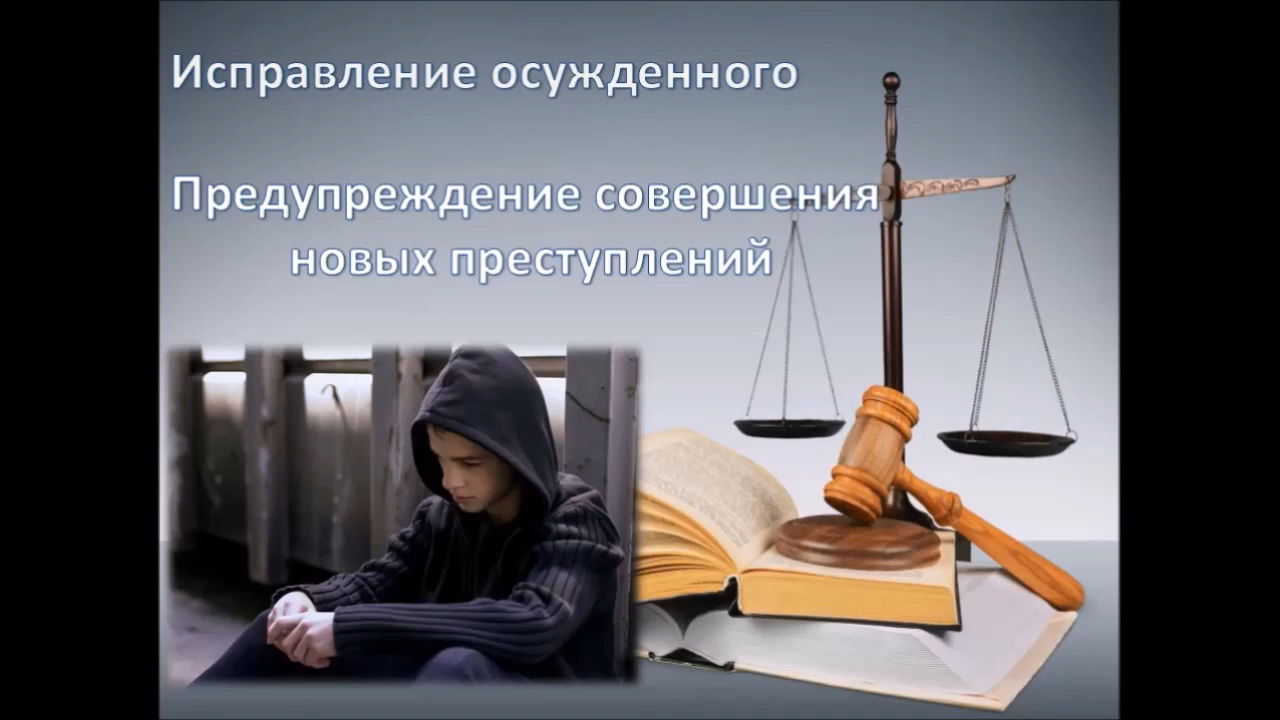 Исправление осужденного
Предупреждение совершения
новых преступлений